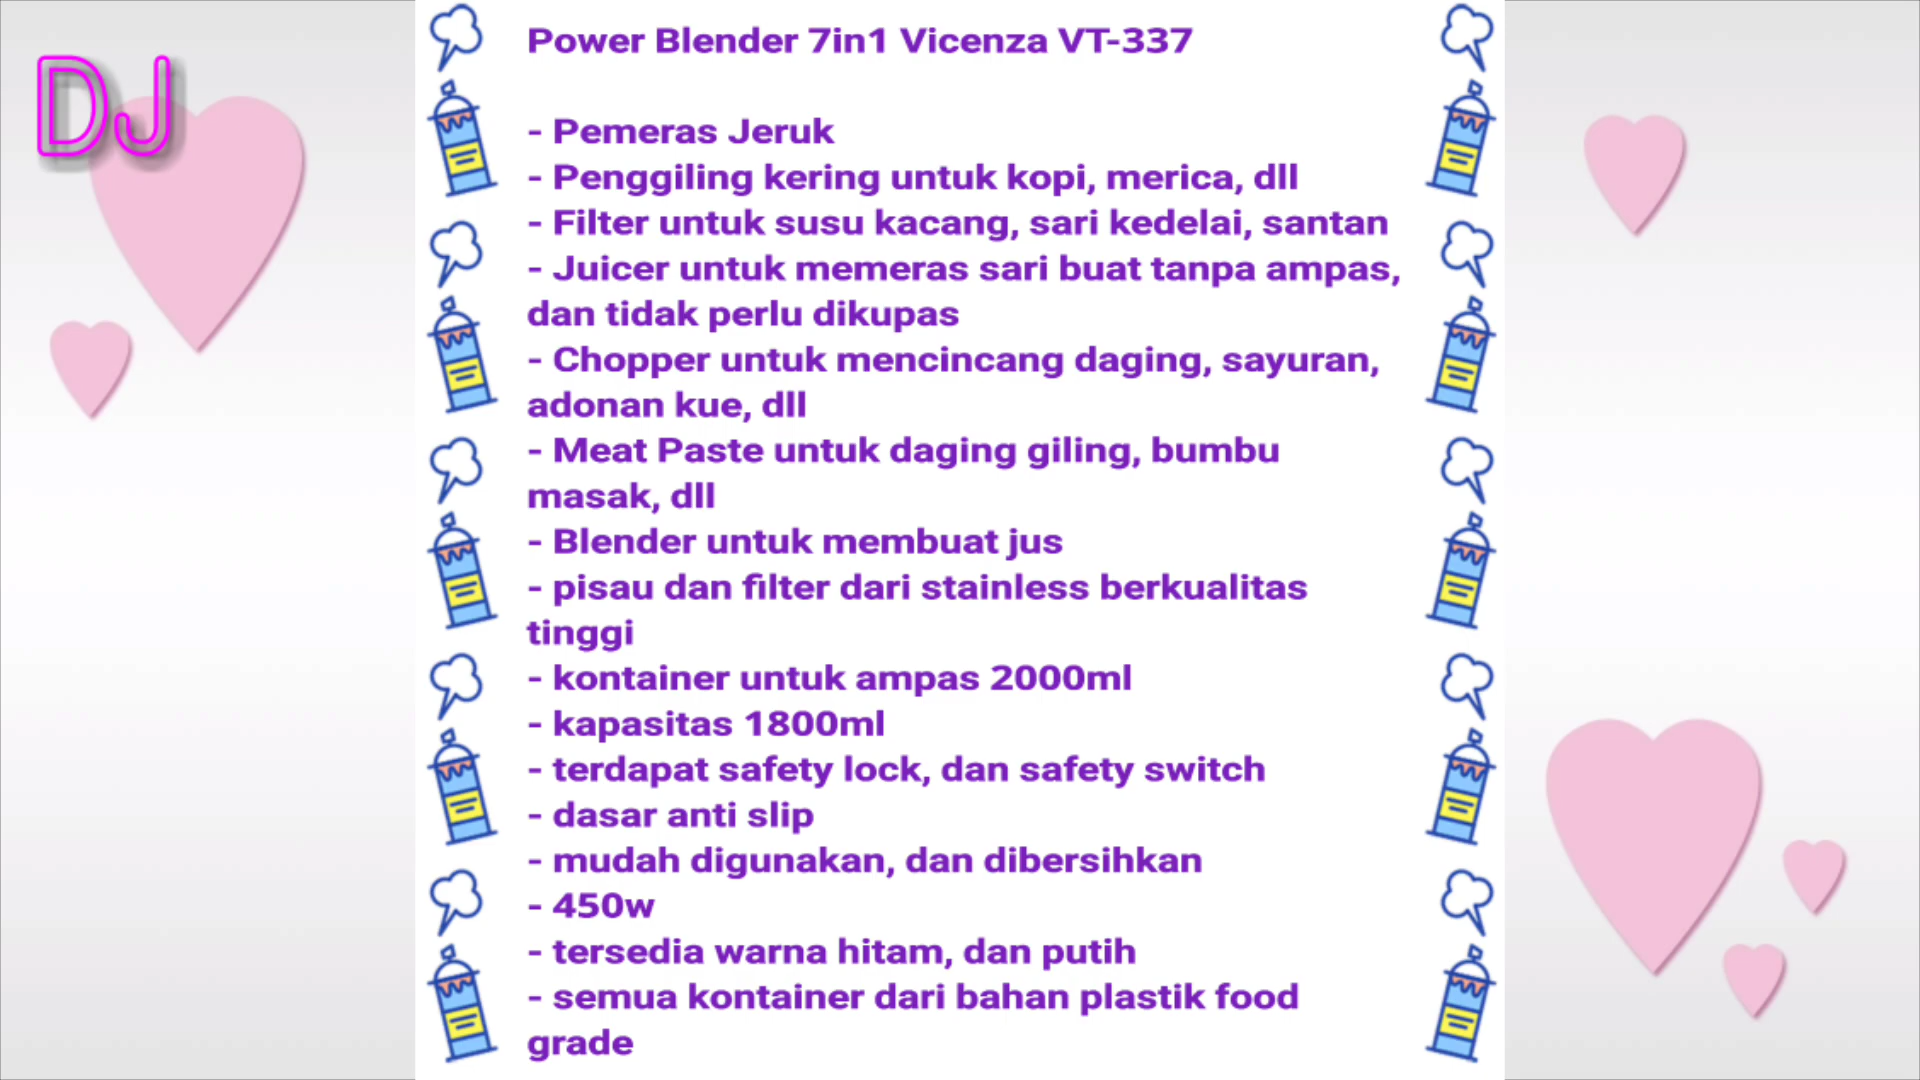 DJ
Power Blender 7in1 Vicenza VT-337
- Pemeras Jeruk
- Penggiling kering untuk kopi, merica, dll
- Filter untuk susu kacang, sari kedelai, santan
- Juicer untuk memeras sari buat tanpa ampas,
dan tidak perlu dikupas
- Chopper untuk mencincang daging, sayuran,
adonan kue, dll
- Meat Paste untuk daging giling, bumbu
masak, dll
- Blender untuk membuat jus
- pisau dan filter dari stainless berkualitas
tinggi
- kontainer untuk ampas 2000ml
- kapasitas 1800ml
- terdapat safety lock, dan safety switch
- dasar anti slip
- mudah digunakan, dan dibersihkan
- 450w
- tersedia warna hitam, dan putih
- semua kontainer dari bahan plastik food
grade